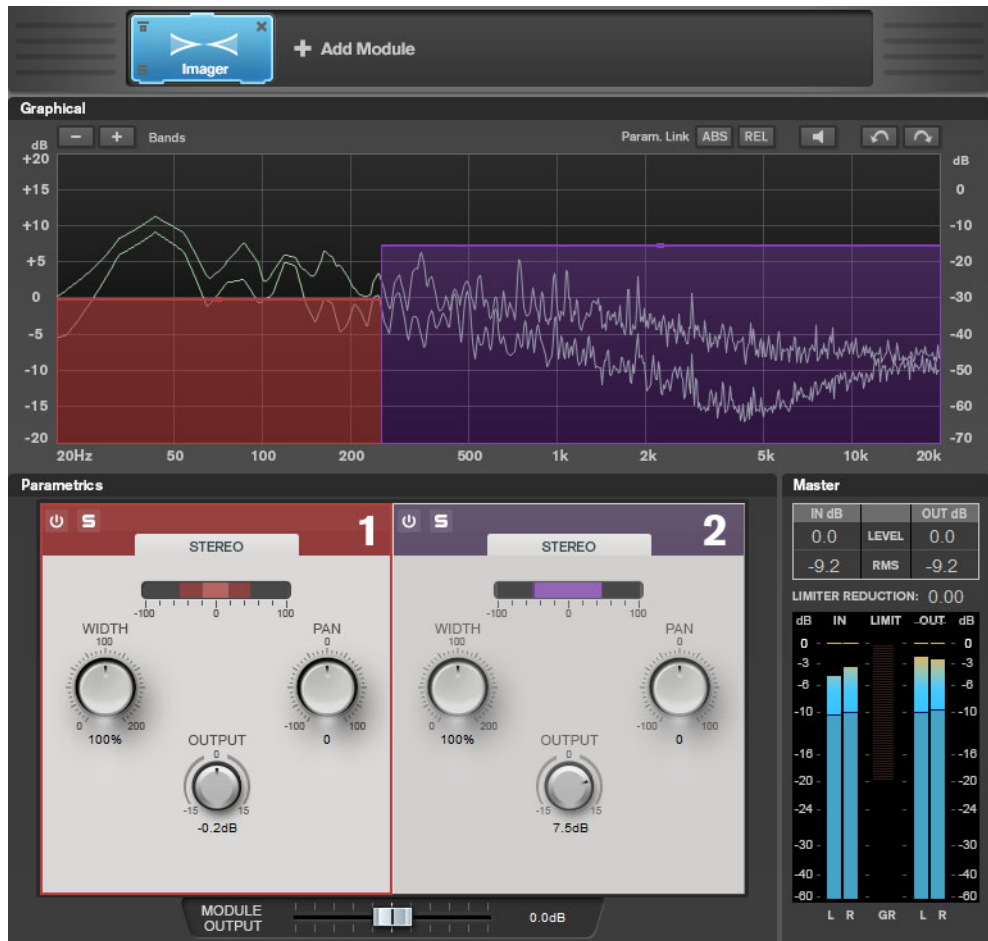 S
Imager
Add Module
Graphical
dB - + Bands Param. Link ABS REL
+20 dB
+15 0
+10 -10
+5 -20
0 -30
-5 -40
-10 -50
-15 -60
-20 -70
20Hz 50 100 200 500 1k 2k 5k 10k 20k
Parametrics
S 1
STEREO
-100 0 100
WIDTH PAN
100 0
0 200 -100 100
100% 0
OUTPUT
0
-15 15
-0.2dB
S 2
STEREO
-100 0 100
WIDTH PAN
100 0
0 200 -100 100
100% 0
OUTPUT
0
-15 15
7.5dB
MODULE
OUTPUT
0.0dB
Master
IN dB OUT dB
0.0 LEVEL 0.0
-9.2 RMS -9.2
LIMITER REDUCTION: 0.00
dB IN LIMIT OUT dB
0 0
-3 -3
-6 -6
-10 -10
-16 -16
-20 -20
-24 -24
-30 -30
-40 -40
-60 -60
L R GR L R